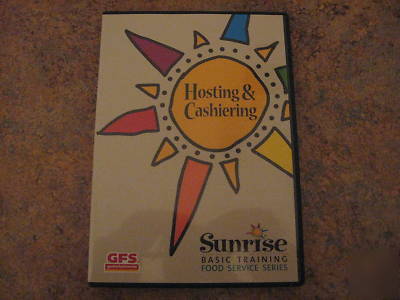 Hosting &
Cashiering
Sunrise
BASIC TRAINING
FOOD SERVICE SERIES
GFS